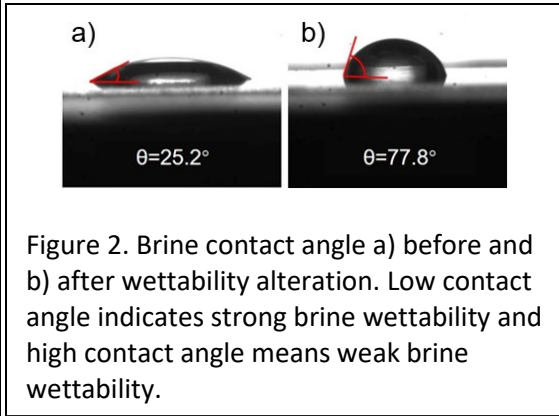 a)
b)
θ=25.2°
θ=77.8°
Figure 2. Brine contact angle a) before and
b) after wettability alteration. Low contact
angle indicates strong brine wettability and
high contact angle means weak brine
wettability.